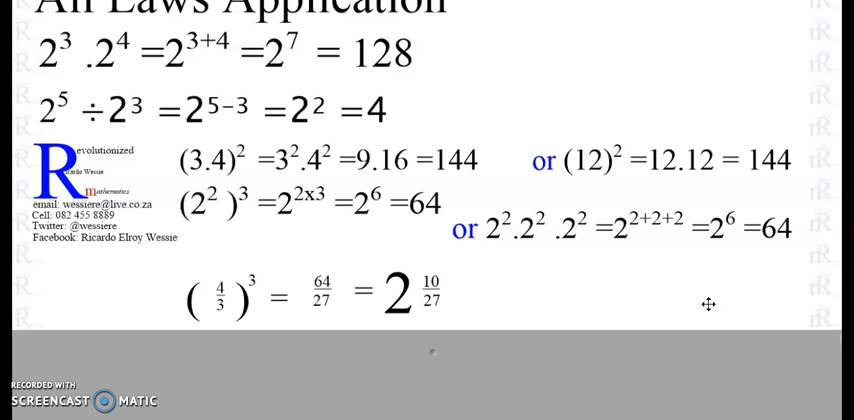 All Laws Application
2³ .2⁴ =2³⁺⁴ =2⁷ = 128
2⁵ ÷2³ =2⁵⁻³ =2² =4
Revolutionized
Ricardo Wessie
mathematics
email: wessiere@live.co.za
Cell: 082 455 8889
Twitter: @wessiere
Facebook: Ricardo Elroy Wessie
(3.4)² =3².4² =9.16 =144 or (12)² =12.12 = 144
(2² )³ =2²ˣ³ =2⁶ =64
or 2².2² .2² =2²⁺²⁺² =2⁶ =64
( 4/3 )³ = 64/27 = 2 10/27
RECORDED WITH
SCREENCAST MATIC